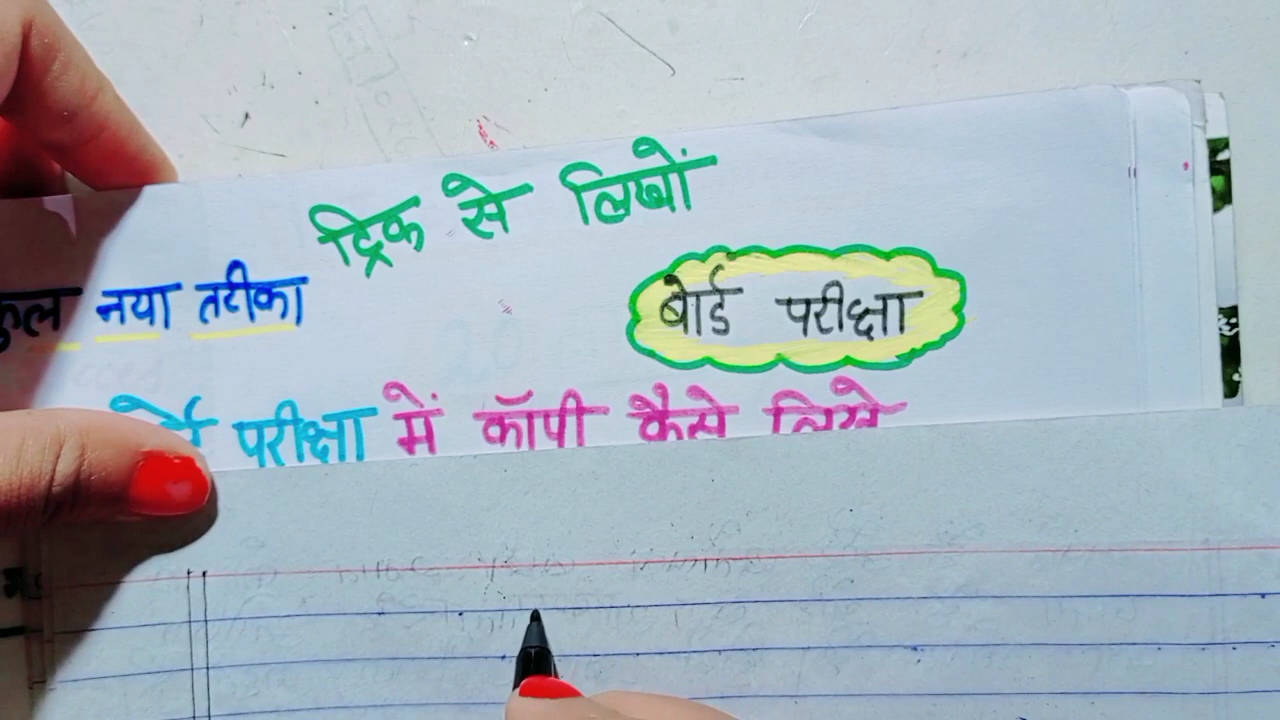 ट्रिक से लिखों
नया तरीका
बोर्ड परीक्षा
परीक्षा में कॉपी कैसे लिखे